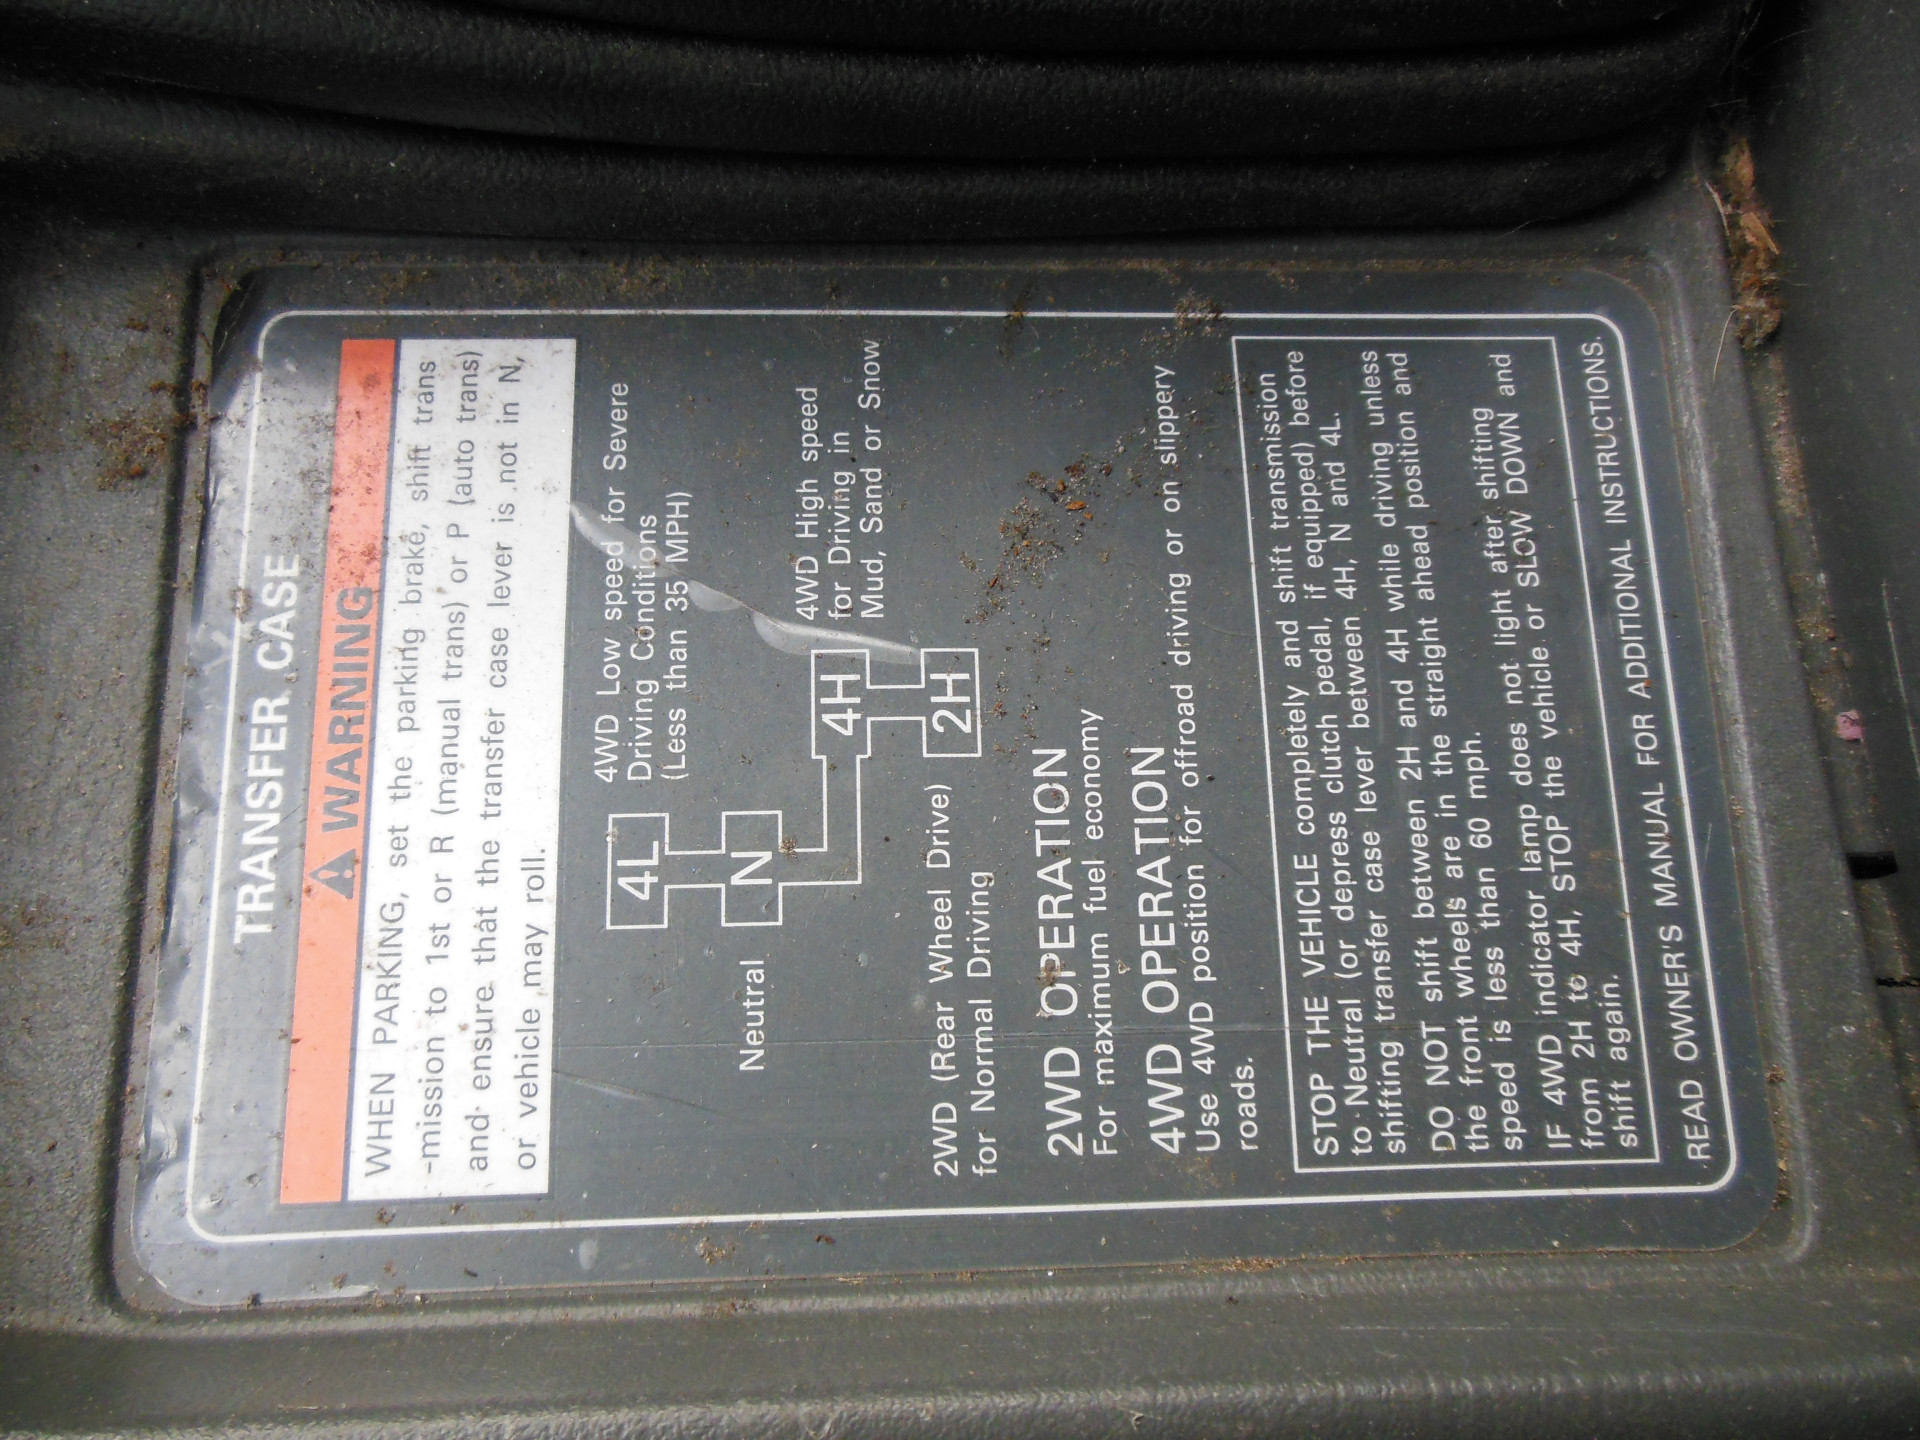 TRANSFER CASE
WARNING
WHEN PARKING, set the parking brake, shift trans
-mission to 1st or R (manual trans) or P (auto trans)
and ensure that the transfer case lever is not in N,
or vehicle may roll.
4L
4WD Low speed for Severe
Driving Conditions
(Less than 35 MPH)
Neutral
N
4H
4WD High speed
for Driving in
Mud, Sand or Snow
2WD (Rear Wheel Drive)
for Normal Driving
2H
2WD OPERATION
For maximum fuel economy
4WD OPERATION
Use 4WD position for offroad driving or on slippery
roads.
STOP THE VEHICLE completely and shift transmission
to Neutral (or depress clutch pedal, if equipped) before
shifting transfer case lever between 4H, N and 4L.
DO NOT shift between 2H and 4H while driving unless
the front wheels are in the straight ahead position and
speed is less than 60 mph.
IF 4WD indicator lamp does not light after shifting
from 2H to 4H, STOP the vehicle or SLOW DOWN and
shift again.
READ OWNER'S MANUAL FOR ADDITIONAL INSTRUCTIONS.